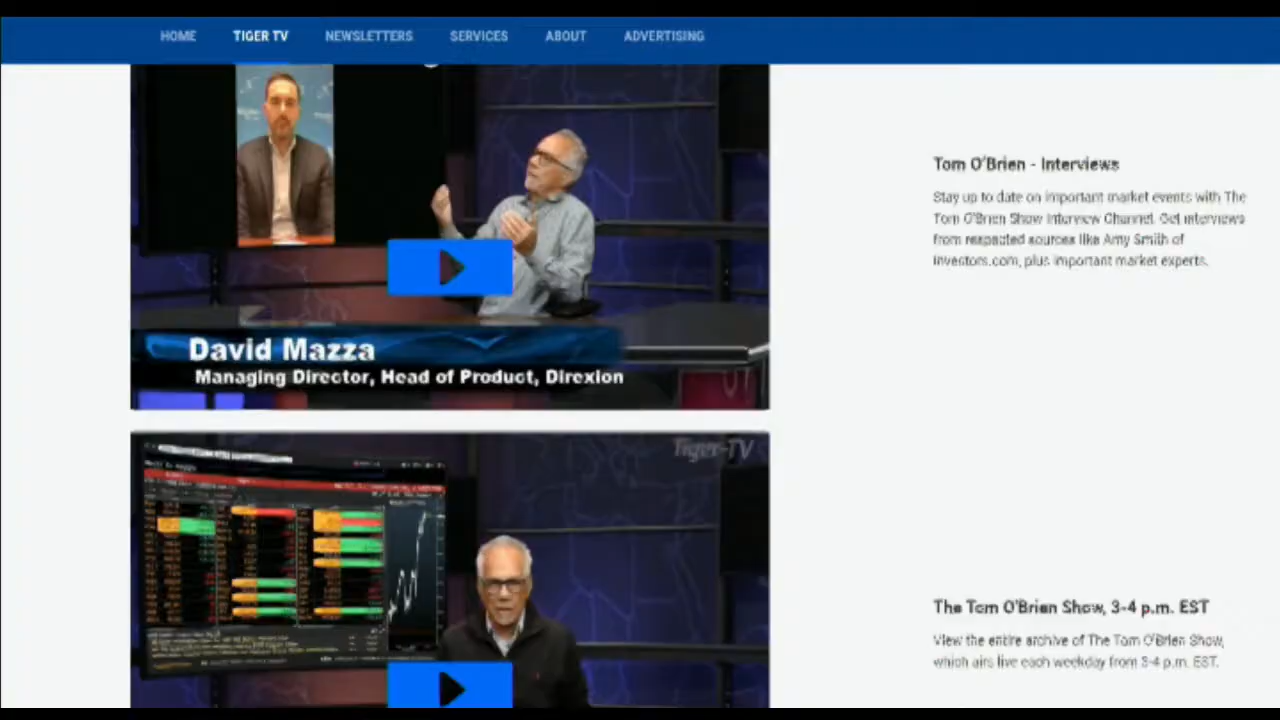 HOME TIGER TV NEWSLETTERS SERVICES ABOUT ADVERTISING
David Mazza
Managing Director, Head of Product, Direxion
Tom O'Brien - Interviews
Stay up to date on important market events with The
Tom O'Brien Show Interview Channel. Get interviews
from respected sources like Amy Smith of
investors.com, plus important market experts.
Tiger-TV
The Tom O'Brien Show, 3-4 p.m. EST
View the entire archive of The Tom O'Brien Show,
which airs live each weekday from 3-4 p.m. EST.